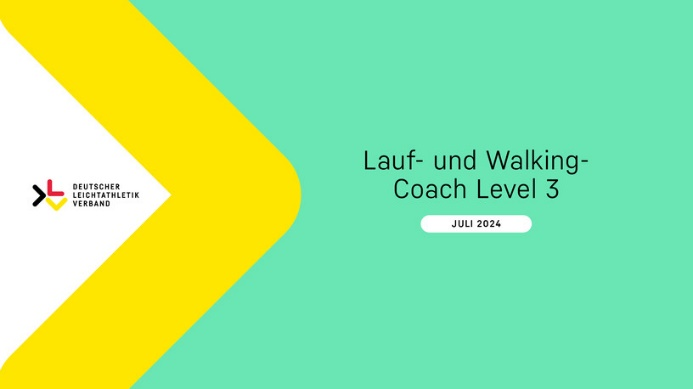 DEUTSCHER
LEICHTATHLETIK
VERBAND
Lauf- und Walking-
Coach Level 3
JULI 2024